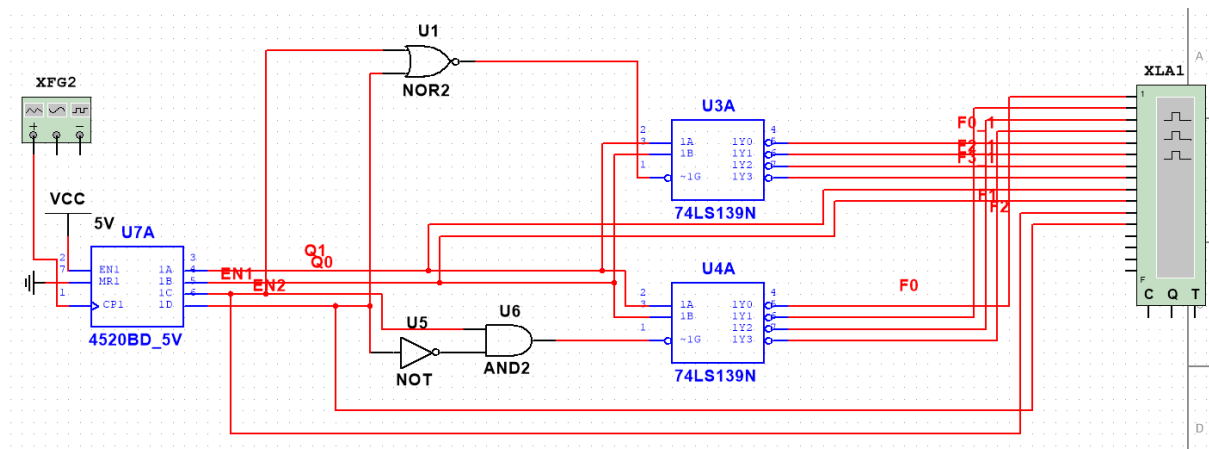 U1
NOR2
XFG2
VCC
5V
U7A
2
7
1
EN1
MR1
CP1
1A
1B
1C
1D
3
4
5
6
4520BD_5V
Q1
Q0
EN1
EN2
U5
NOT
U6
AND2
U3A
2
3
1
1A
1B
~1G
1Y0
1Y1
1Y2
1Y3
4
5
6
7
74LS139N
U4A
2
3
1
1A
1B
~1G
1Y0
1Y1
1Y2
1Y3
4
5
6
7
74LS139N
F0_1
F2_1
F3_1
F1
F2
F0
XLA1
1
F
C Q T
A
D